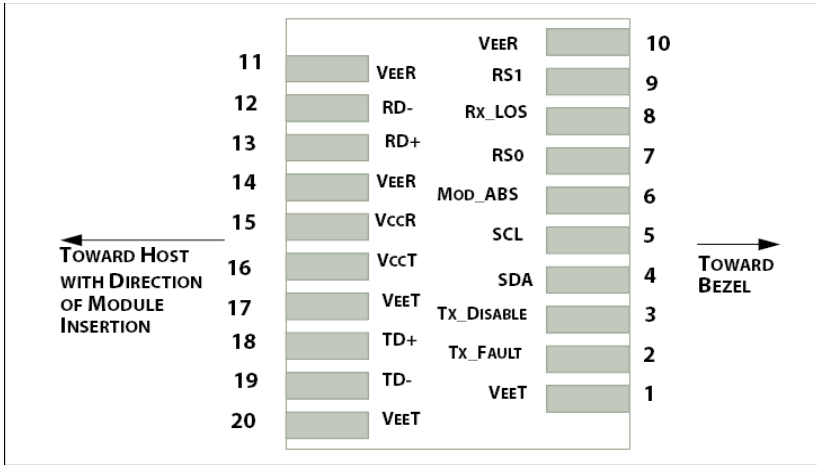 11 VEER
12 RD-
13 RD+
14 VEER
15 VCCR
16 VCCT
17 VEET
18 TD+
19 TD-
20 VEET
VEER 10
RS1 9
RX_LOS 8
RS0 7
MOD_ABS 6
SCL 5
SDA 4
TX_DISABLE 3
TX_FAULT 2
VEET 1
TOWARD HOST
WITH DIRECTION
OF MODULE
INSERTION
TOWARD
BEZEL